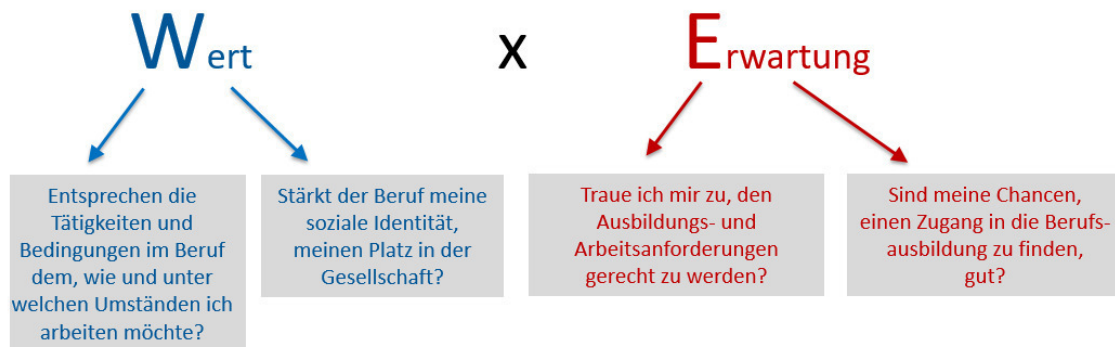 Wert x Erwartung
Entsprechen die
Tätigkeiten und
Bedingungen im Beruf
dem, wie und unter
welchen Umständen ich
arbeiten möchte?
Stärkt der Beruf meine
soziale Identität,
meinen Platz in der
Gesellschaft?
Traue ich mir zu, den
Ausbildungs- und
Arbeitsanforderungen
gerecht zu werden?
Sind meine Chancen,
einen Zugang in die Berufs-
ausbildung zu finden,
gut?